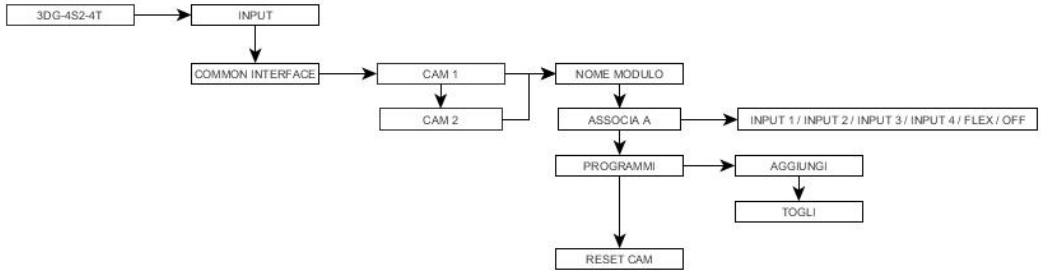 3DG-4S2-4T
INPUT
COMMON INTERFACE
CAM 1
NOME MODULO
CAM 2
ASSOCIA A
INPUT 1 / INPUT 2 / INPUT 3 / INPUT 4 / FLEX / OFF
PROGRAMMI
AGGIUNGI
TOGLI
RESET CAM